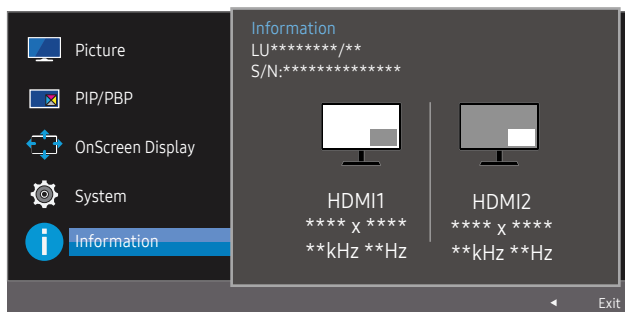 Picture
PIP/PBP
OnScreen Display
System
Information
Information
LU********/**
S/N:**************
HDMI1
**** x ****
**kHz **Hz
HDMI2
**** x ****
**kHz **Hz
Exit